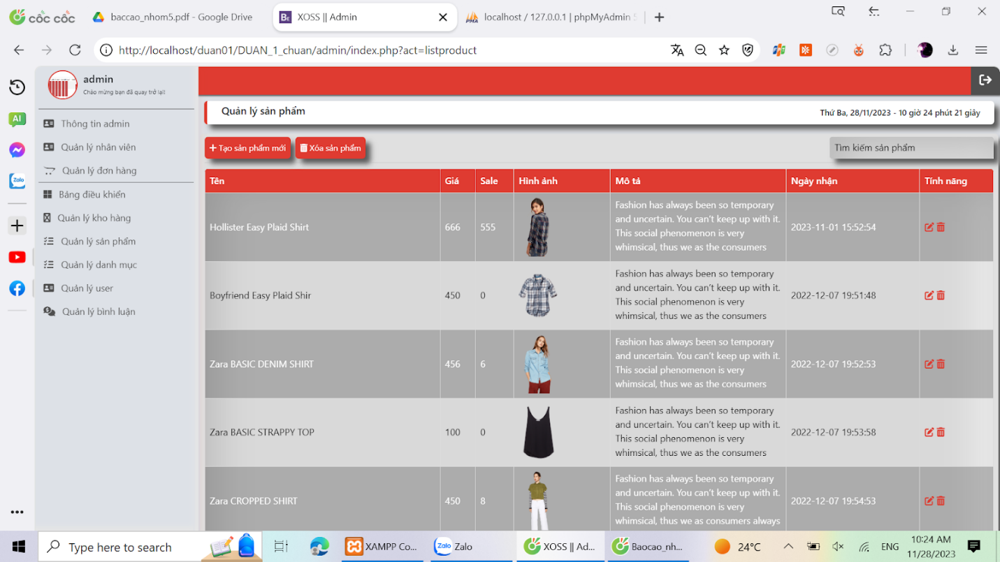 cốc cốc
baccao_nhom5.pdf - Google Drive
XOSS || Admin
localhost / 127.0.0.1 | phpMyAdmin 5
http://localhost/duan01/DUAN_1_chuan/admin/index.php?act=listproduct
admin
Chào mừng bạn đã quay trở lại!
AI
Zalo
Thông tin admin
Quản lý nhân viên
Quản lý đơn hàng
Bảng điều khiển
Quản lý kho hàng
Quản lý sản phẩm
Quản lý danh mục
Quản lý user
Quản lý bình luận
Quản lý sản phẩm
Thứ Ba, 28/11/2023 - 10 giờ 24 phút 21 giây
+ Tạo sản phẩm mới
Xóa sản phẩm
Tìm kiếm sản phẩm
Tên Giá Sale Hình ảnh Mô tả Ngày nhận Tính năng
Hollister Easy Plaid Shirt 666 555
Fashion has always been so temporary
and uncertain. You can't keep up with it.
This social phenomenon is very
whimsical, thus we as the consumers
2023-11-01 15:52:54
Boyfriend Easy Plaid Shir 450 0
Fashion has always been so temporary
and uncertain. You can't keep up with it.
This social phenomenon is very
whimsical, thus we as the consumers
2022-12-07 19:51:48
Zara BASIC DENIM SHIRT 456 6
Fashion has always been so temporary
and uncertain. You can't keep up with it.
This social phenomenon is very
whimsical, thus we as the consumers
2022-12-07 19:52:53
Zara BASIC STRAPPY TOP 100 0
Fashion has always been so temporary
and uncertain. You can't keep up with it.
This social phenomenon is very
whimsical, thus we as the consumers
2022-12-07 19:53:58
Zara CROPPED SHIRT 450 8
Fashion has always been so temporary
and uncertain. You can't keep up with it.
This social phenomenon is very
whimsical, thus we as consumers always
2022-12-07 19:54:53
Type here to search
XAMPP Co...
Zalo
Zalo
XOSS || Ad...
Baocao_nh...
24°C
ENG
10:24 AM
11/28/2023